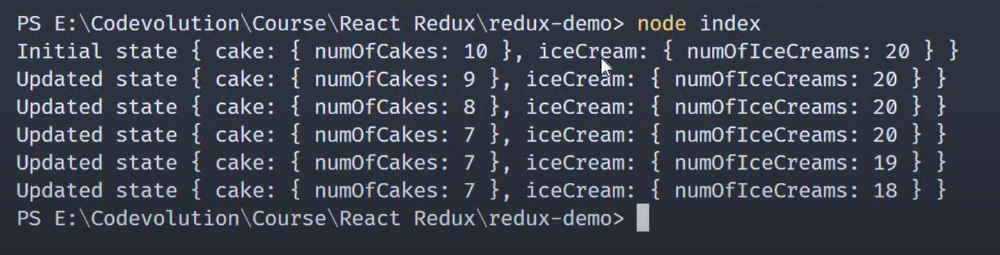 PS E:\Codevolution\Course\React Redux\redux-demo> node index
Initial state { cake: { numOfCakes: 10 }, iceCream: { numOfIceCreams: 20 } }
Updated state { cake: { numOfCakes: 9 }, iceCream: { numOfIceCreams: 20 } }
Updated state { cake: { numOfCakes: 8 }, iceCream: { numOfIceCreams: 20 } }
Updated state { cake: { numOfCakes: 7 }, iceCream: { numOfIceCreams: 20 } }
Updated state { cake: { numOfCakes: 7 }, iceCream: { numOfIceCreams: 19 } }
Updated state { cake: { numOfCakes: 7 }, iceCream: { numOfIceCreams: 18 } }
PS E:\Codevolution\Course\React Redux\redux-demo>